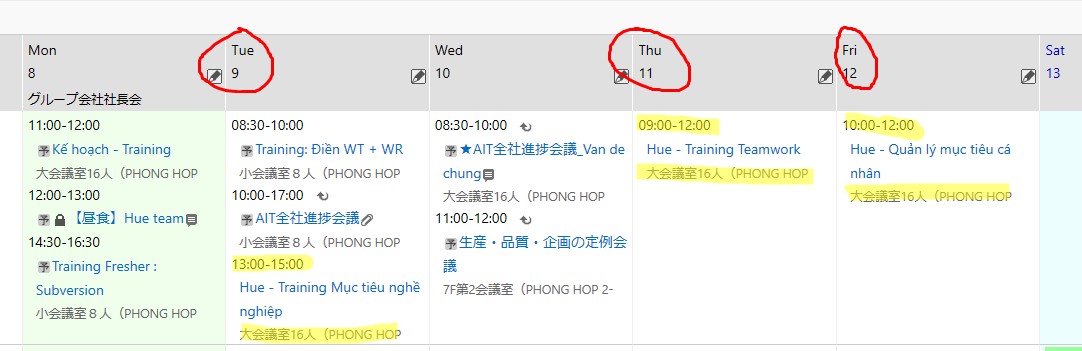 Mon
8
グループ会社社長会
11:00-12:00
予 Kế hoạch - Training
大会議室16人（PHONG HOP
12:00-13:00
予 【昼食】Hue team
14:30-16:30
予 Training Fresher :
Subversion
小会議室８人（PHONG HOP
Tue
9
08:30-10:00
予 Training: Điền WT + WR
小会議室８人（PHONG HOP
10:00-17:00
予 AIT全社進捗会議
小会議室８人（PHONG HOP
13:00-15:00
Hue - Training Mục tiêu nghề
nghiệp
大会議室16人（PHONG HOP
Wed
10
08:30-10:00
予 ★AIT全社進捗会議_Van de
chung
大会議室16人（PHONG HOP
11:00-12:00
予 生産・品質・企画の定例会
議
7F第2会議室（PHONG HOP 2-
Thu
11
09:00-12:00
Hue - Training Teamwork
大会議室16人（PHONG HOP
Fri
12
10:00-12:00
Hue - Quản lý mục tiêu cá
nhân
大会議室16人（PHONG HOP
Sat
13